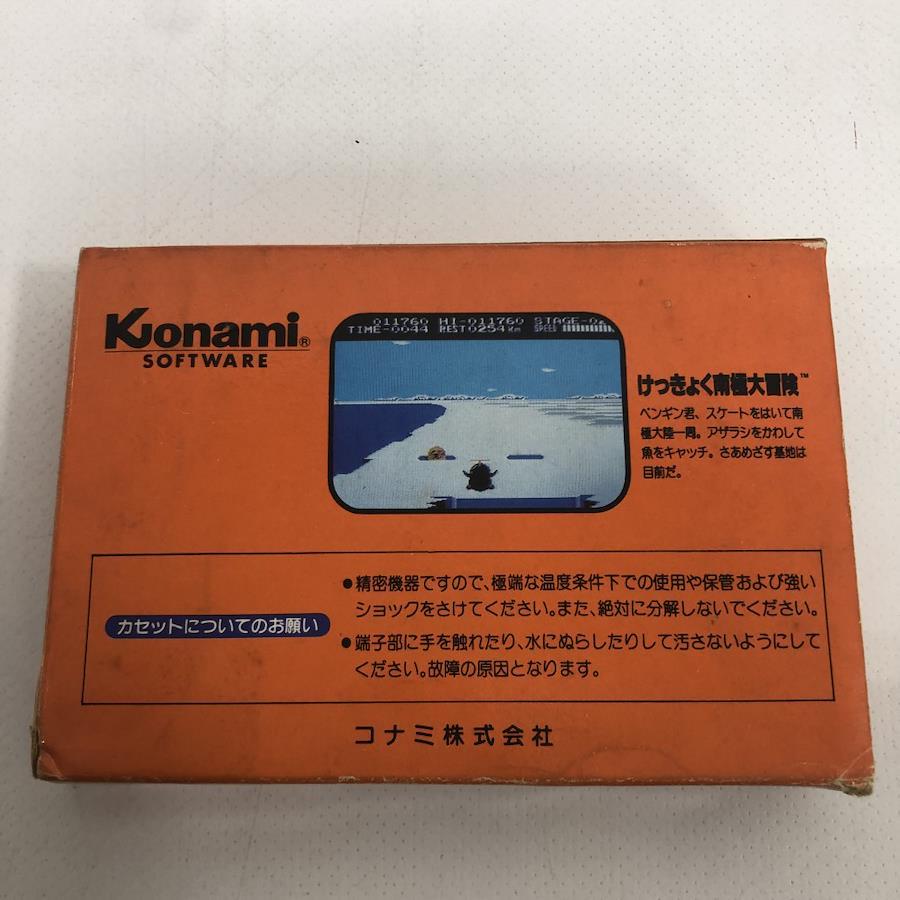 Konami®
SOFTWARE
011760 HI-011760 STAGE-0
TIME-0044 REST0254Km SPEED
けっきょく南極大冒険™
ペンギン君、スケートをはいて南
極大陸一周。アザラシをかわして
魚をキャッチ。さあめざす基地は
目前だ。
カセットについてのお願い
●精密機器ですので、極端な温度条件下での使用や保管および強い
ショックをさけてください。また、絶対に分解しないでください。
●端子部に手を触れたり、水にぬらしたりして汚さないようにして
ください。故障の原因となります。
コナミ株式会社